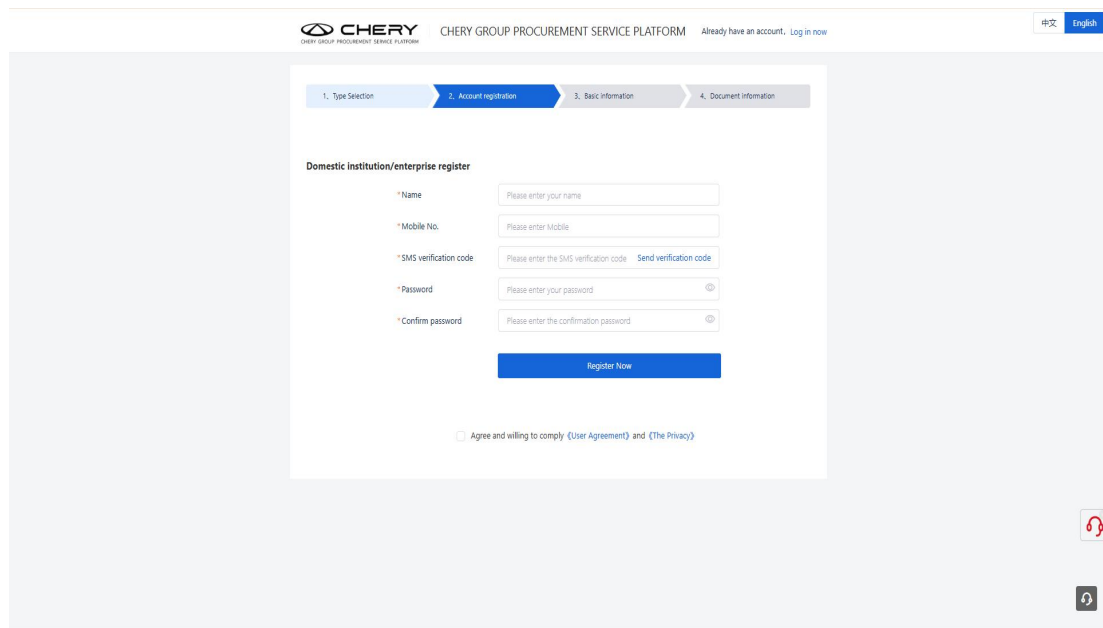 中文 English
CHERY
CHERY GROUP PROCUREMENT SERVICE PLATFORM
CHERY GROUP PROCUREMENT SERVICE PLATFORM
Already have an account, Log in now
1、Type Selection
2、Account registration
3、Basic Information
4、Document information
Domestic institution/enterprise register
*Name Please enter your name
*Mobile No. Please enter Mobile
*SMS verification code Please enter the SMS verification code Send verification code
*Password Please enter your password
*Confirm password Please enter the confirmation password
Register Now
Agree and willing to comply《User Agreement》and《The Privacy》